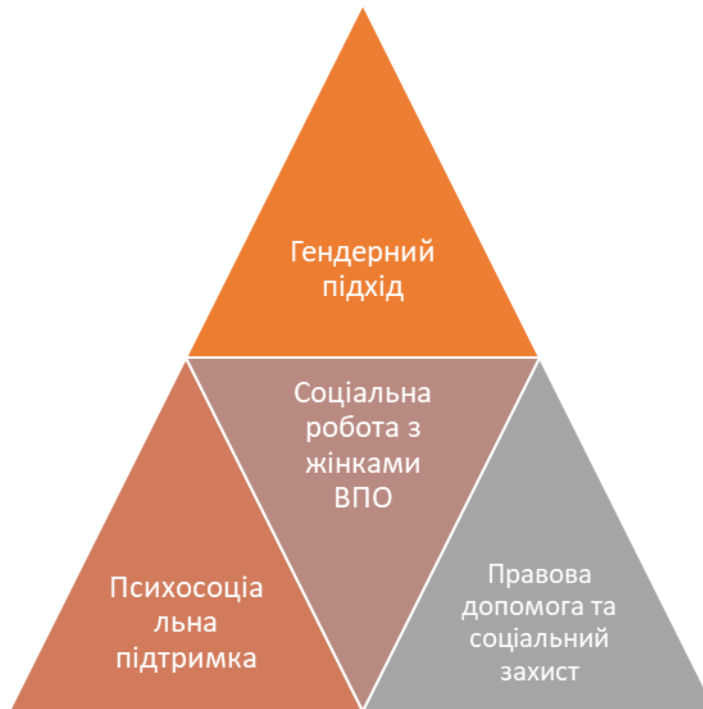 Гендерний
підхід
Соціальна
робота з
жінками
ВПО
Психосоціа
льна
підтримка
Правова
допомога та
соціальний
захист